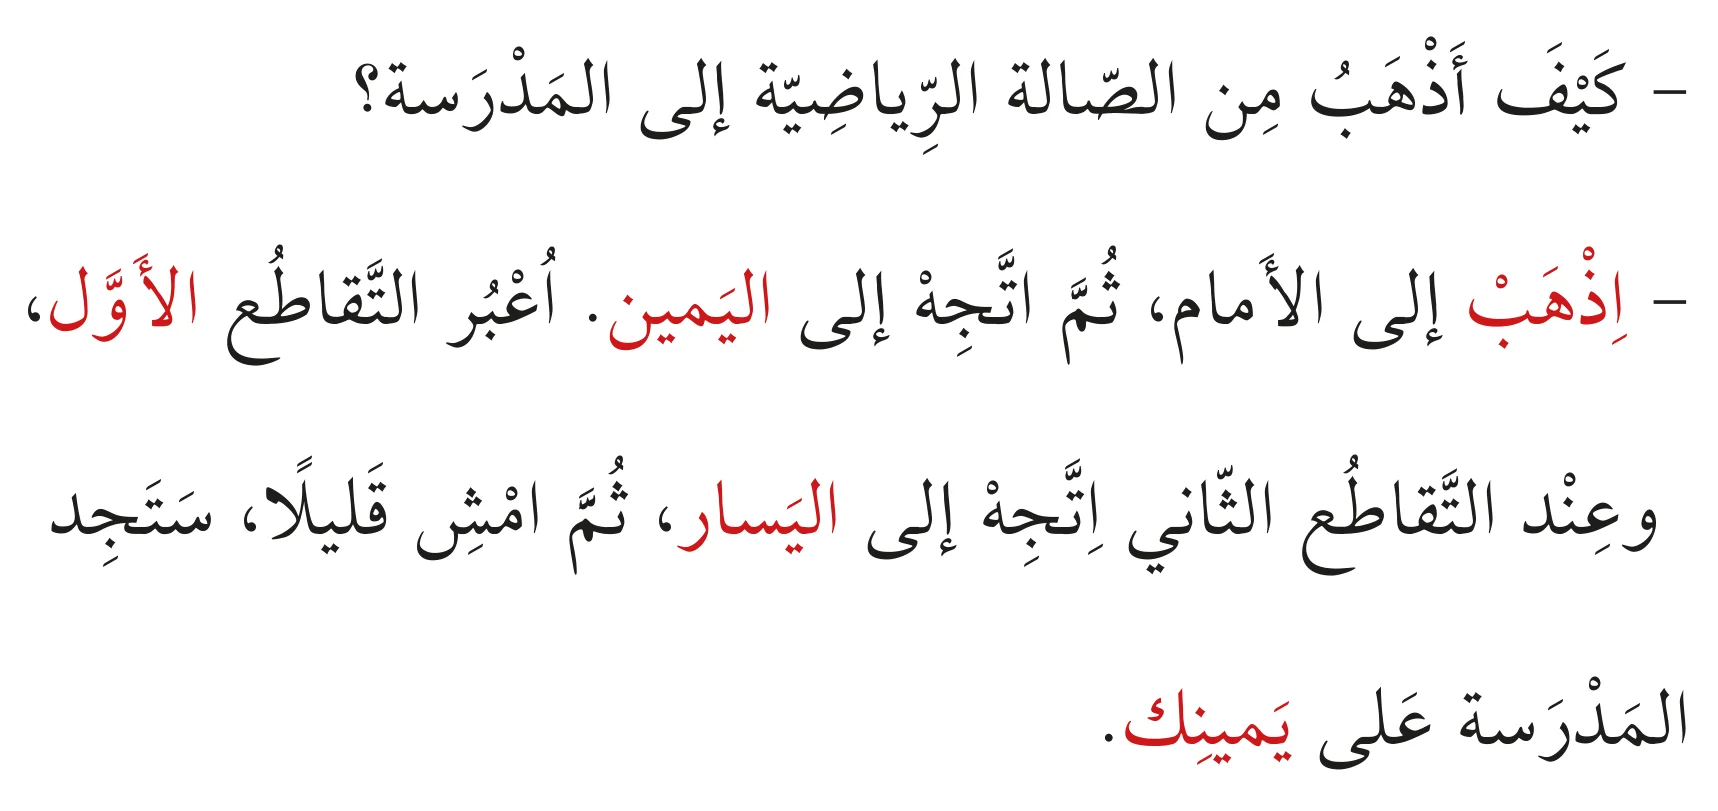 – كَيْفَ أَذْهَبُ مِن الصّالة الرِّياضِيّة إلى المَدْرَسة؟
– اِذْهَبْ إلى الأَمام، ثُمَّ اتَّجِهْ إلى اليَمين. اُعْبُر التَّقاطُع الأَوَّل،
وعِنْد التَّقاطُع الثّاني اِتَّجِهْ إلى اليَسار، ثُمَّ امْشِ قَليلًا، سَتَجِد
المَدْرَسة عَلى يَمينِك.